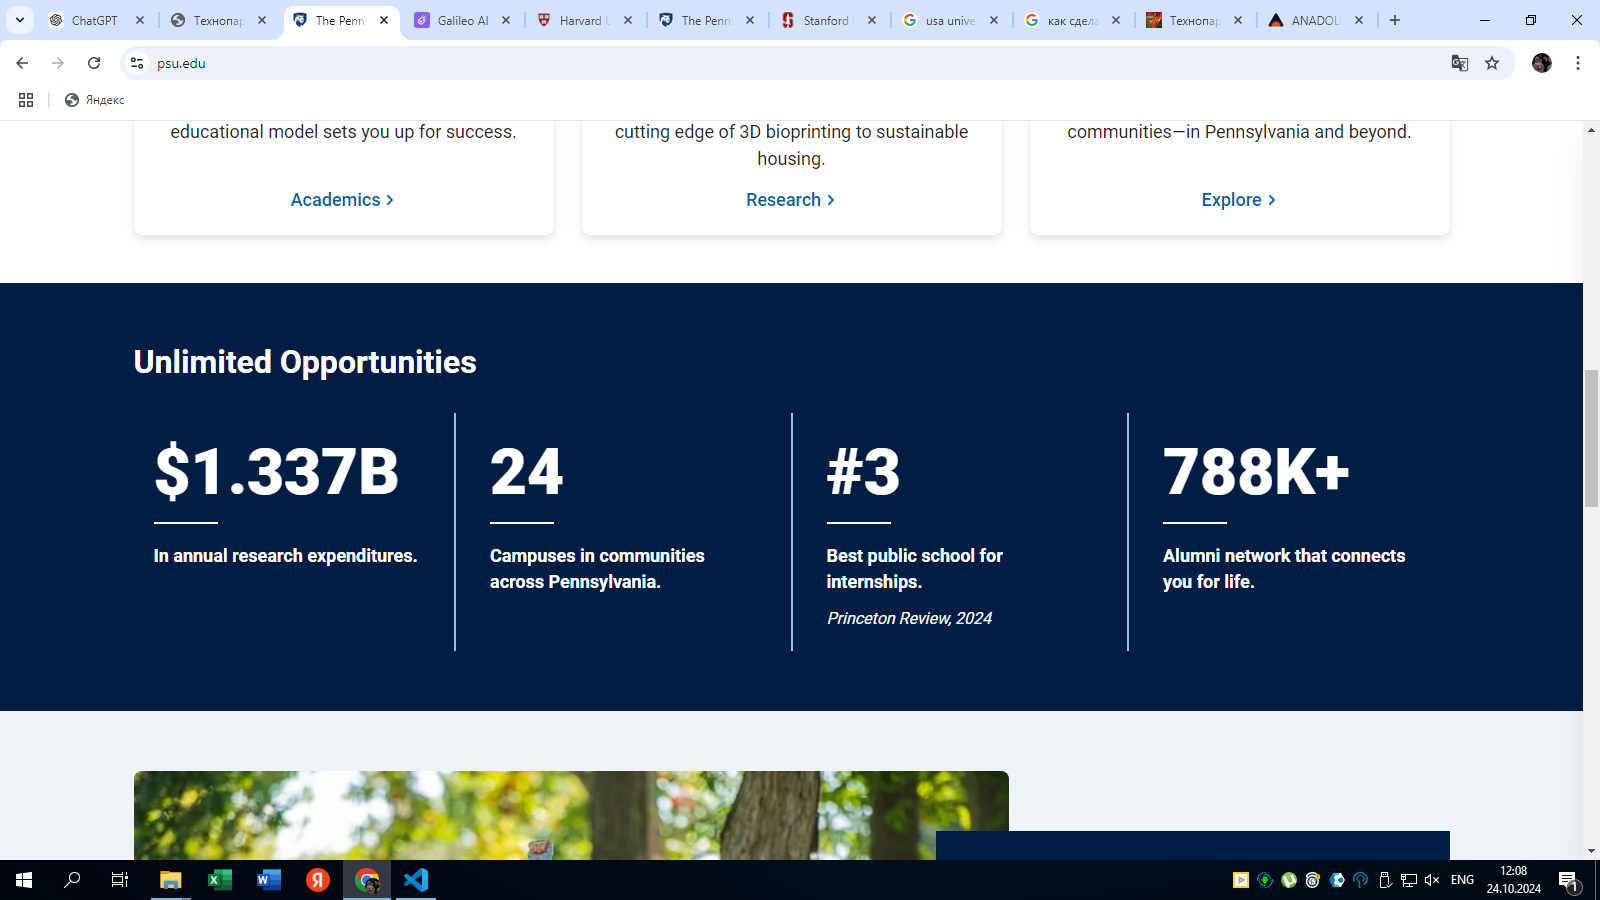 ChatGPT
Технопар
The Penn
Galileo AI
Harvard U
The Penn
Stanford
usa unive
как сдела
Технопар
ANADOLU
psu.edu
Яндекс
educational model sets you up for success.
cutting edge of 3D bioprinting to sustainable
housing.
communities—in Pennsylvania and beyond.
Academics
Research
Explore
Unlimited Opportunities
$1.337B
In annual research expenditures.
24
Campuses in communities
across Pennsylvania.
#3
Best public school for
internships.
Princeton Review, 2024
788K+
Alumni network that connects
you for life.
ENG
12:08
24.10.2024
1